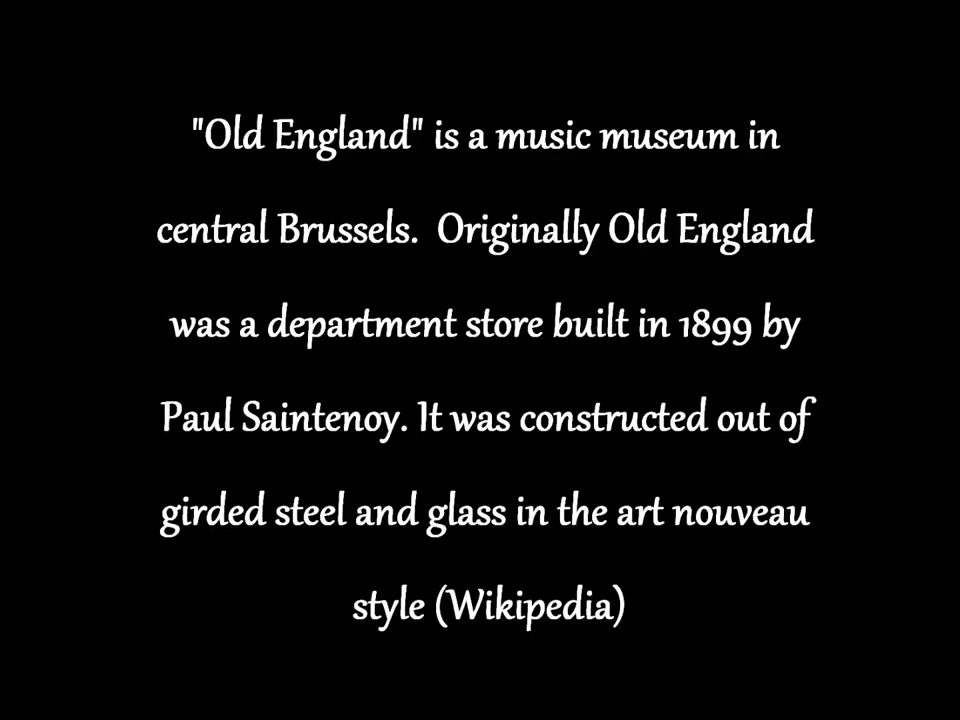 "Old England" is a music museum in
central Brussels.  Originally Old England
was a department store built in 1899 by
Paul Saintenoy. It was constructed out of
girded steel and glass in the art nouveau
style (Wikipedia)